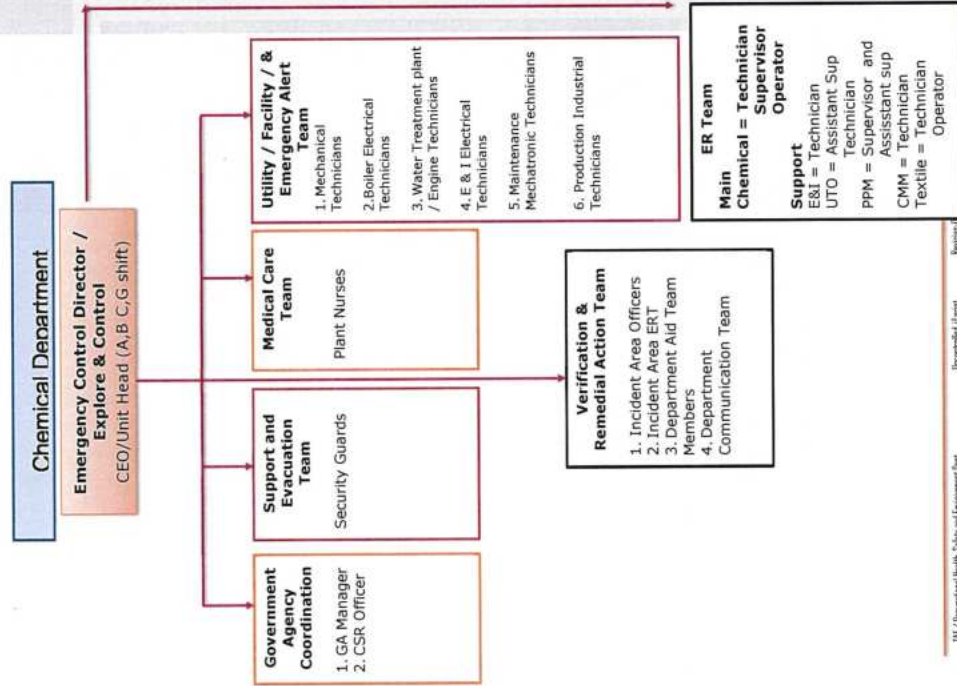 Chemical Department
Emergency Control Director /
Explore & Control
CEO/Unit Head (A,B C,G shift)
Government
Agency
Coordination
1. GA Manager
2. CSR Officer
Support and
Evacuation
Team
Security Guards
Medical Care
Team
Plant Nurses
Utility / Facility / &
Emergency Alert
Team
1. Mechanical
Technicians
2.Boiler Electrical
Technicians
3. Water Treatment plant
/ Engine Technicians
4. E & I Electrical
Technicians
5. Maintenance
Mechatronic Technicians
6. Production Industrial
Technicians
Verification &
Remedial Action Team
1. Incident Area Officers
2. Incident Area ERT
3. Department Aid Team
Members
4. Department
Communication Team
ER Team
Main
Chemical = Technician
Supervisor
Operator
Support
E&I = Technician
UTO = Assistant Sup
Technician
PPM = Supervisor and
Assisstant sup
CMM = Technician
Textile = Technician
Operator